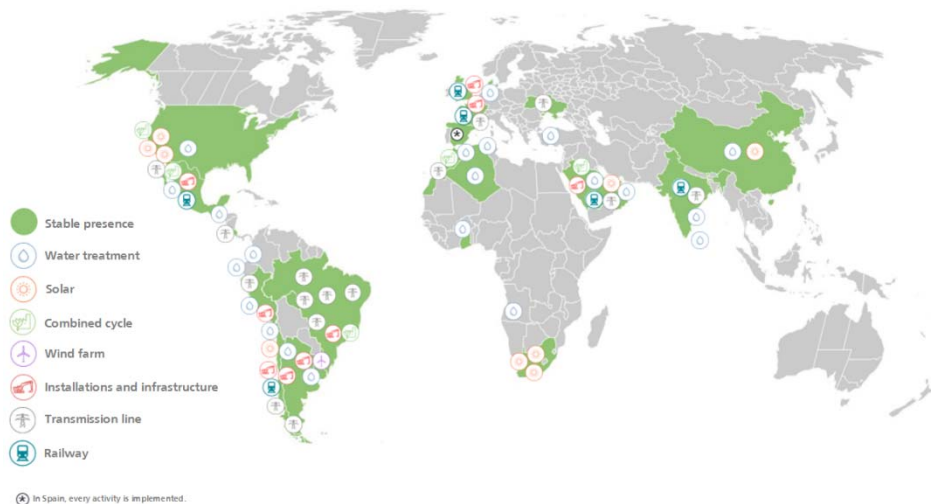 Stable presence
Water treatment
Solar
Combined cycle
Wind farm
Installations and infrastructure
Transmission line
Railway
* In Spain, every activity is implemented.